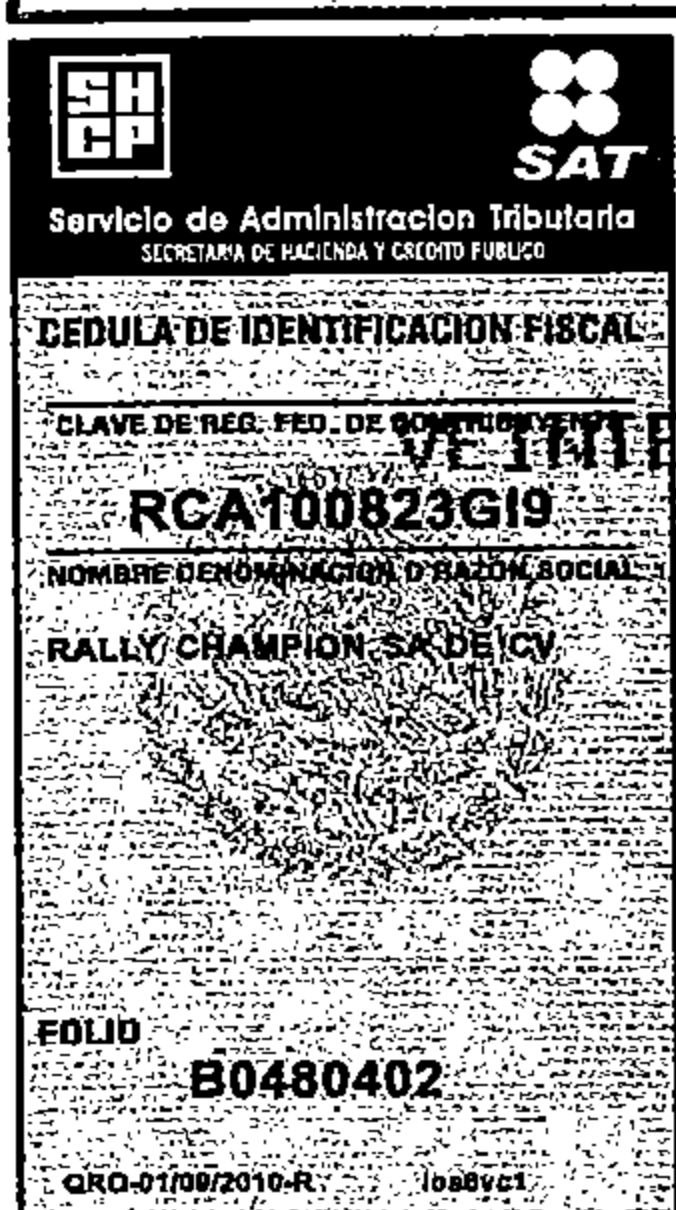 SH
CP
SAT
Servicio de Administracion Tributaria
SECRETARIA DE HACIENDA Y CREDITO PUBLICO
CEDULA DE IDENTIFICACION FISCAL
CLAVE DE REG. FED. DE CONTRIBUYENTE
RCA100823GI9
NOMBRE DENOMINACION O RAZON SOCIAL
RALLY CHAMPION SA DE CV
FOLIO
B0480402
QRO-01/09/2010-R